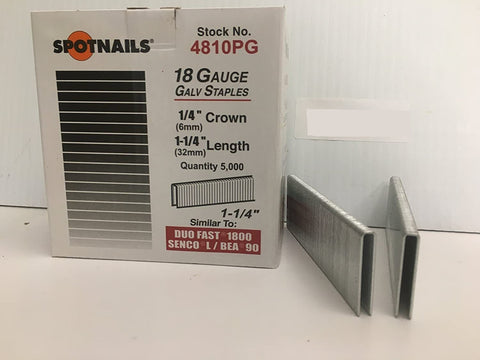 SPOTNAILS®
Stock No.
4810PG
18 GAUGE
GALV STAPLES
1/4" Crown
(6mm)
1-1/4" Length
(32mm)
Quantity 5,000
1-1/4"
Similar To:
DUO FAST® 1800
SENCO® L / BEA® 90